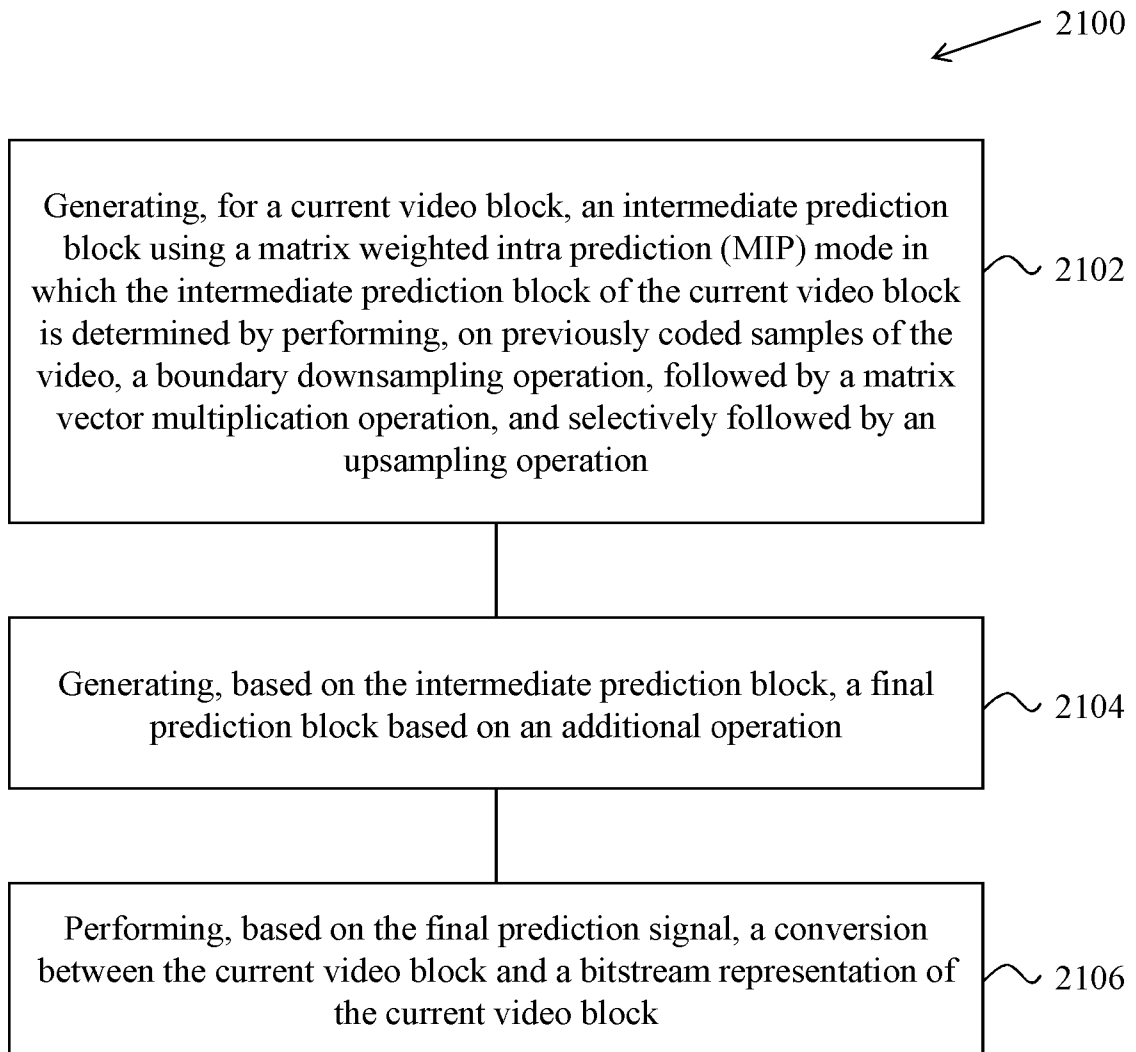 2100
Generating, for a current video block, an intermediate prediction
block using a matrix weighted intra prediction (MIP) mode in
which the intermediate prediction block of the current video block
is determined by performing, on previously coded samples of the
video, a boundary downsampling operation, followed by a matrix
vector multiplication operation, and selectively followed by an
upsampling operation
2102
Generating, based on the intermediate prediction block, a final
prediction block based on an additional operation
2104
Performing, based on the final prediction signal, a conversion
between the current video block and a bitstream representation of
the current video block
2106